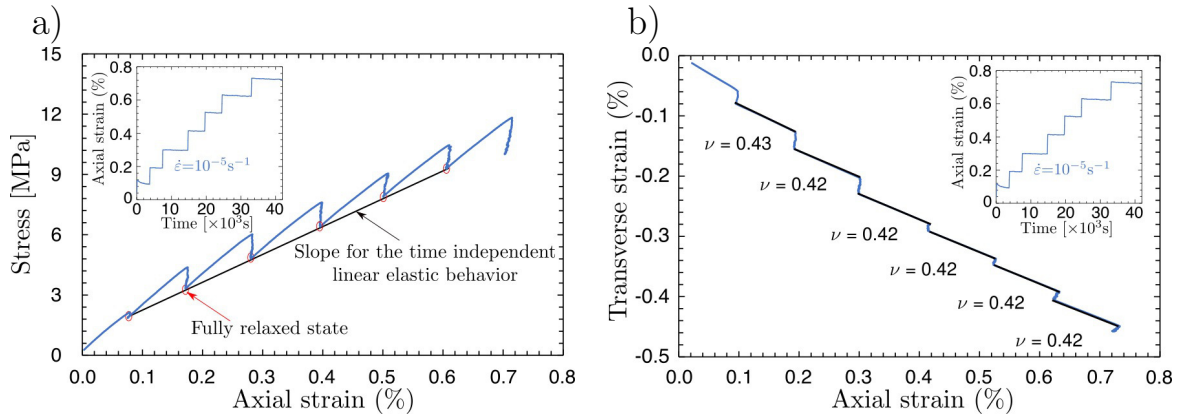 a)
15
12
9
6
3
0
Stress [MPa]
0.0 0.1 0.2 0.3 0.4 0.5 0.6 0.7 0.8
Axial strain (%)
0.8
0.6
0.4
0.2
0
Axial strain (%)
ε̇=10⁻⁵s⁻¹
0 10 20 30 40
Time [×10³s]
Slope for the time independent
linear elastic behavior
Fully relaxed state
b)
0.0
-0.1
-0.2
-0.3
-0.4
-0.5
Transverse strain (%)
0.0 0.1 0.2 0.3 0.4 0.5 0.6 0.7 0.8
Axial strain (%)
ν = 0.43
ν = 0.42
ν = 0.42
ν = 0.42
ν = 0.42
ν = 0.42
0.8
0.6
0.4
0.2
0
Axial strain (%)
ε̇=10⁻⁵s⁻¹
0 10 20 30 40
Time [×10³s]